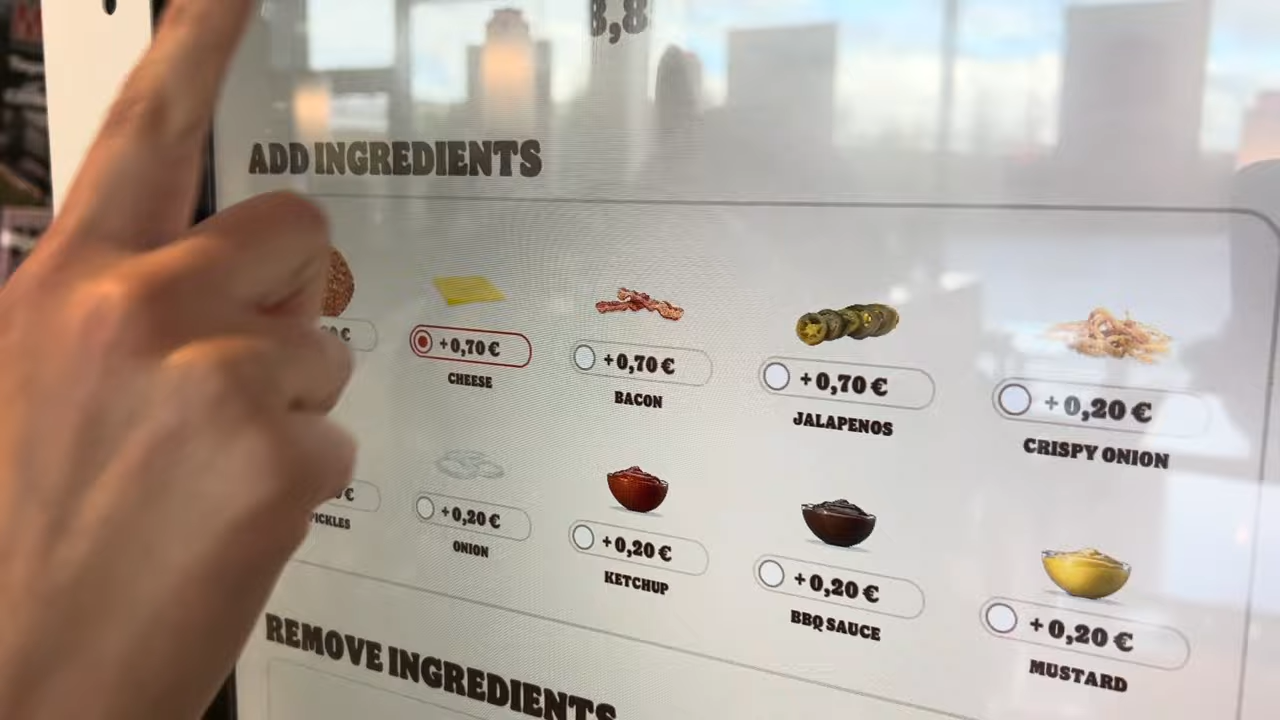 8,8
ADD INGREDIENTS
+0,70 €
CHEESE
+0,70 €
BACON
+0,70 €
JALAPENOS
+0,20 €
CRISPY ONION
PICKLES
+0,20 €
ONION
+0,20 €
KETCHUP
+0,20 €
BBQ SAUCE
+0,20 €
MUSTARD
REMOVE INGREDIENTS